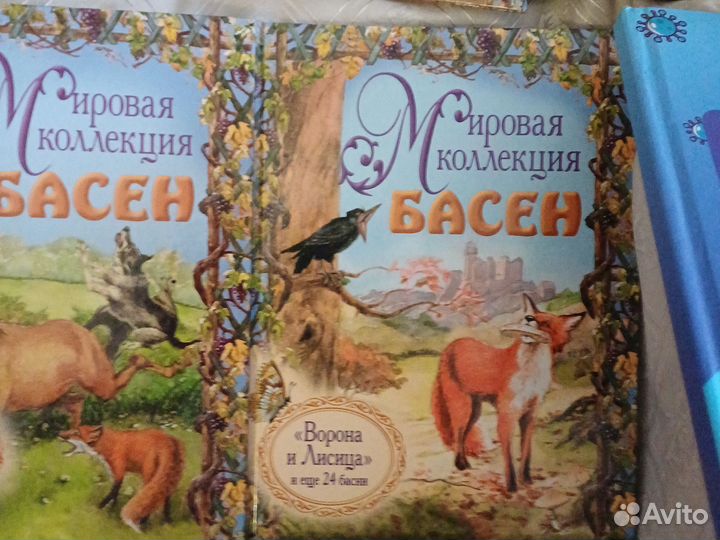 Мировая
коллекция
БАСЕН
Мировая
коллекция
БАСЕН
«Ворона
и Лисица»
и еще 24 басни
Avito